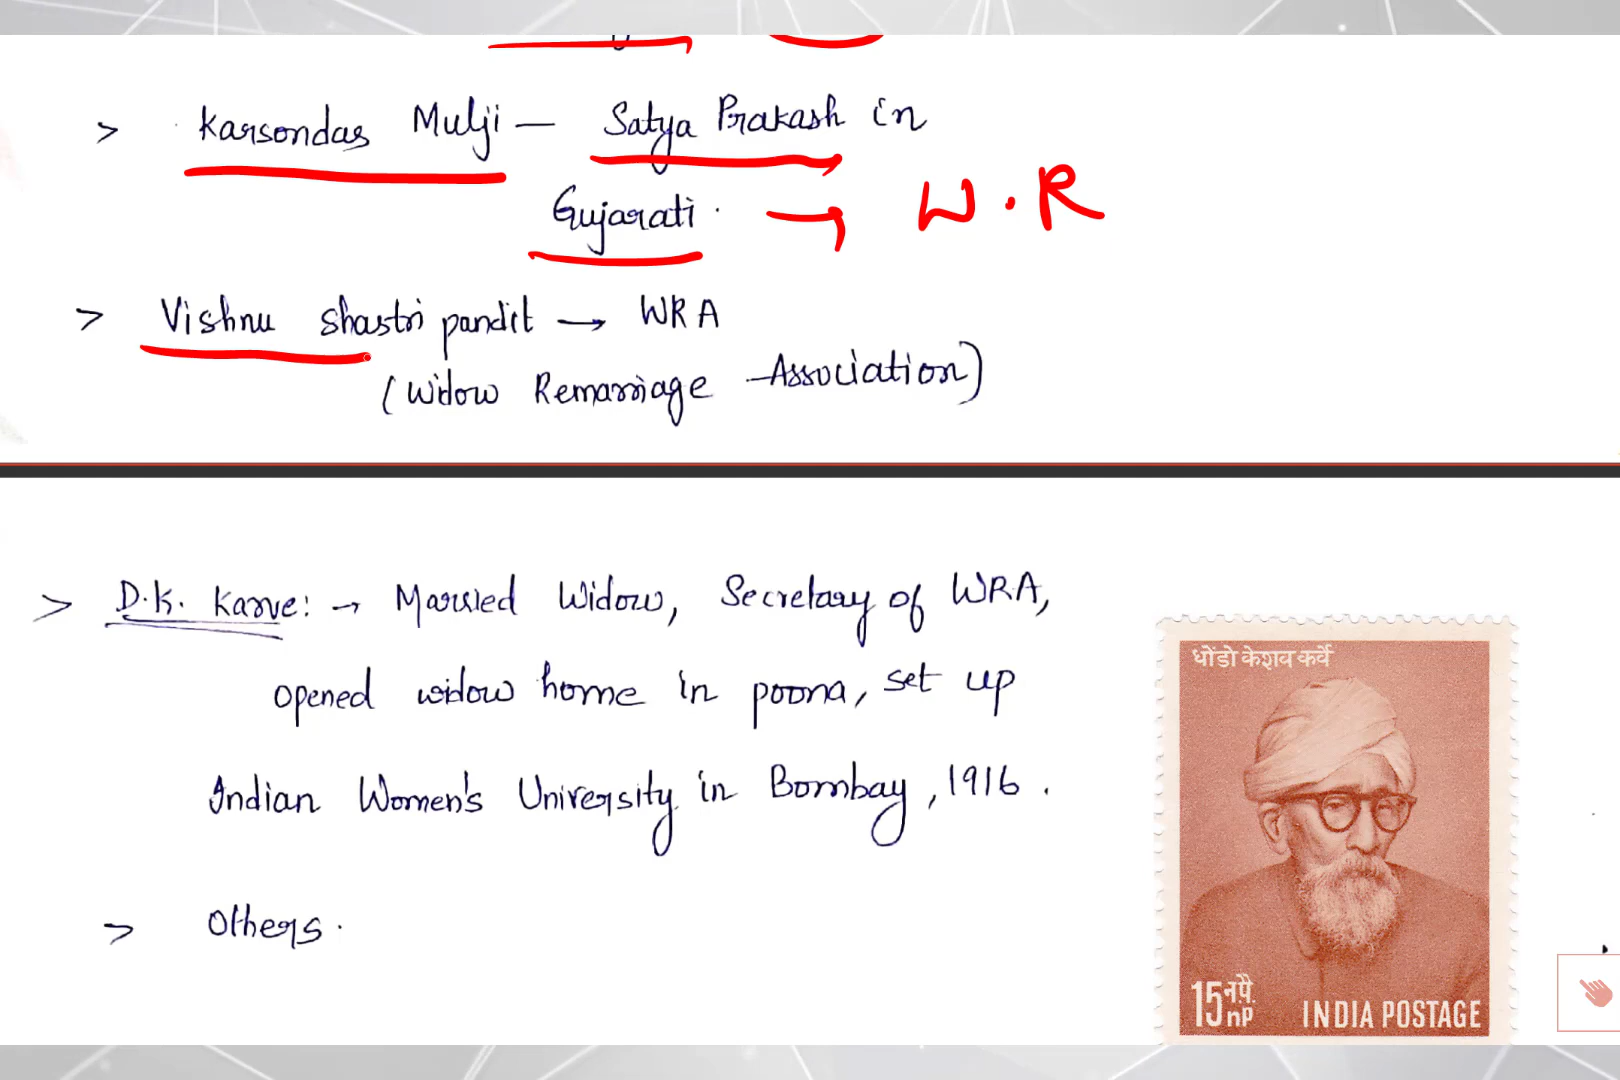 > Karsondas Mulji — Satya Prakash in
Gujarati. → W.R
> Vishnu Shastri pandit → WRA
(Widow Remarriage Association)
> D.K. Karve: → Married Widow, Secretary of WRA,
opened widow home in poona, set up
Indian Women's University in Bombay, 1916.
> Others.
धोंडो केशव कर्वे
15 न.पै.
nP INDIA POSTAGE